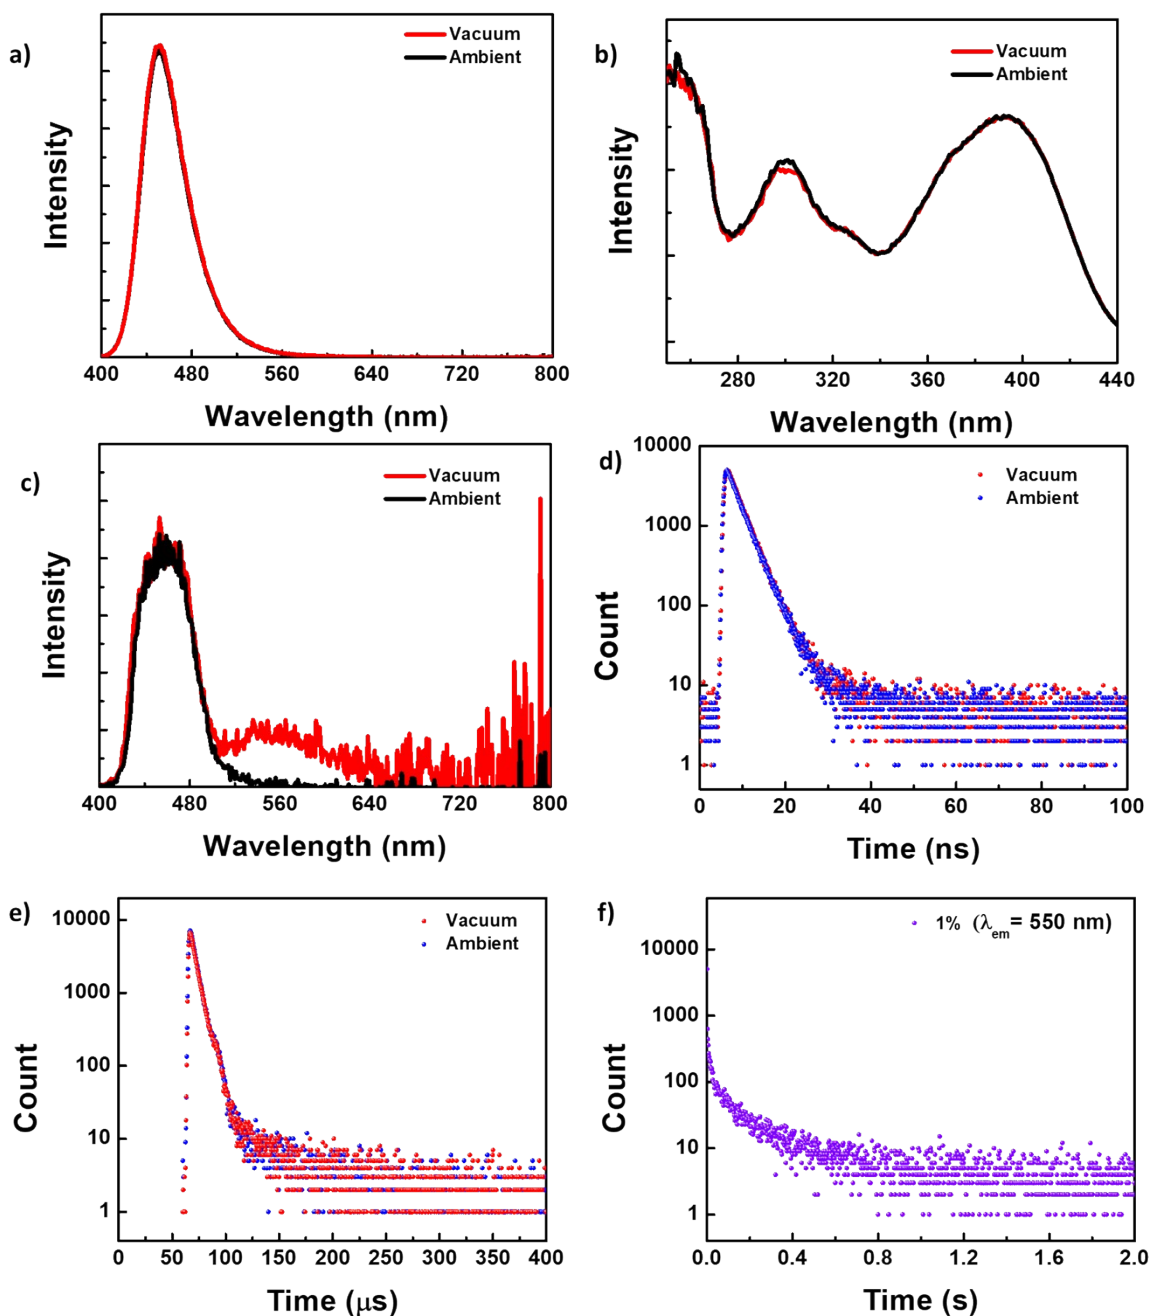 a)
Vacuum
Ambient
Intensity
400 480 560 640 720 800
Wavelength (nm)
b)
Vacuum
Ambient
Intensity
280 320 360 400 440
Wavelength (nm)
c)
Vacuum
Ambient
Intensity
400 480 560 640 720 800
Wavelength (nm)
d)
Vacuum
Ambient
10000
1000
100
10
1
Count
0 20 40 60 80 100
Time (ns)
e)
Vacuum
Ambient
10000
1000
100
10
1
Count
0 50 100 150 200 250 300 350 400
Time (μs)
f)
1% (λem= 550 nm)
10000
1000
100
10
1
Count
0.0 0.4 0.8 1.2 1.6 2.0
Time (s)